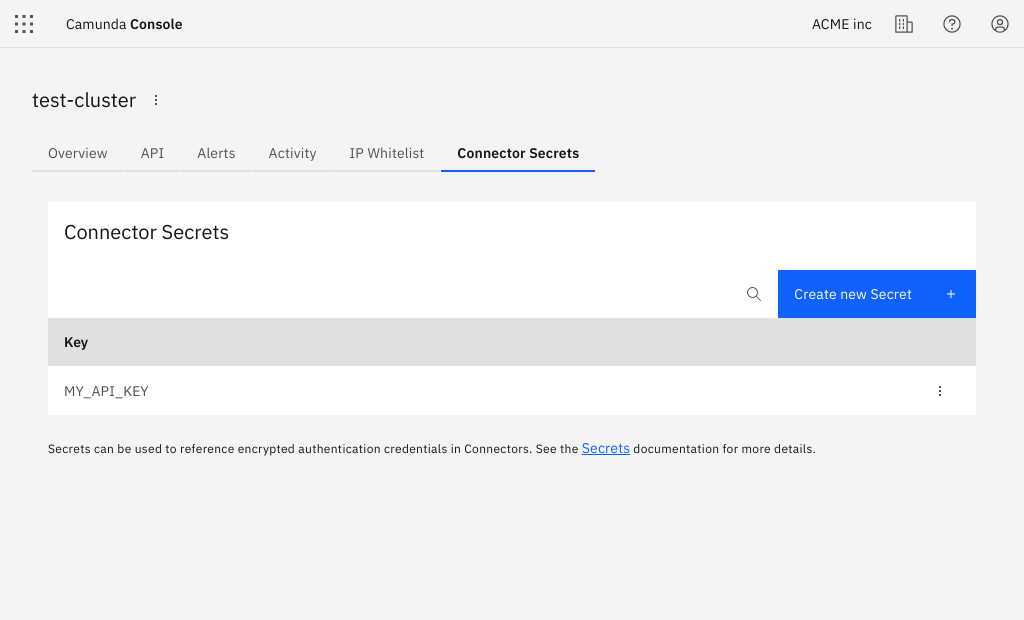 Camunda Console
ACME inc
test-cluster
Overview API Alerts Activity IP Whitelist Connector Secrets
Connector Secrets
Create new Secret +
Key
MY_API_KEY
Secrets can be used to reference encrypted authentication credentials in Connectors. See the Secrets documentation for more details.